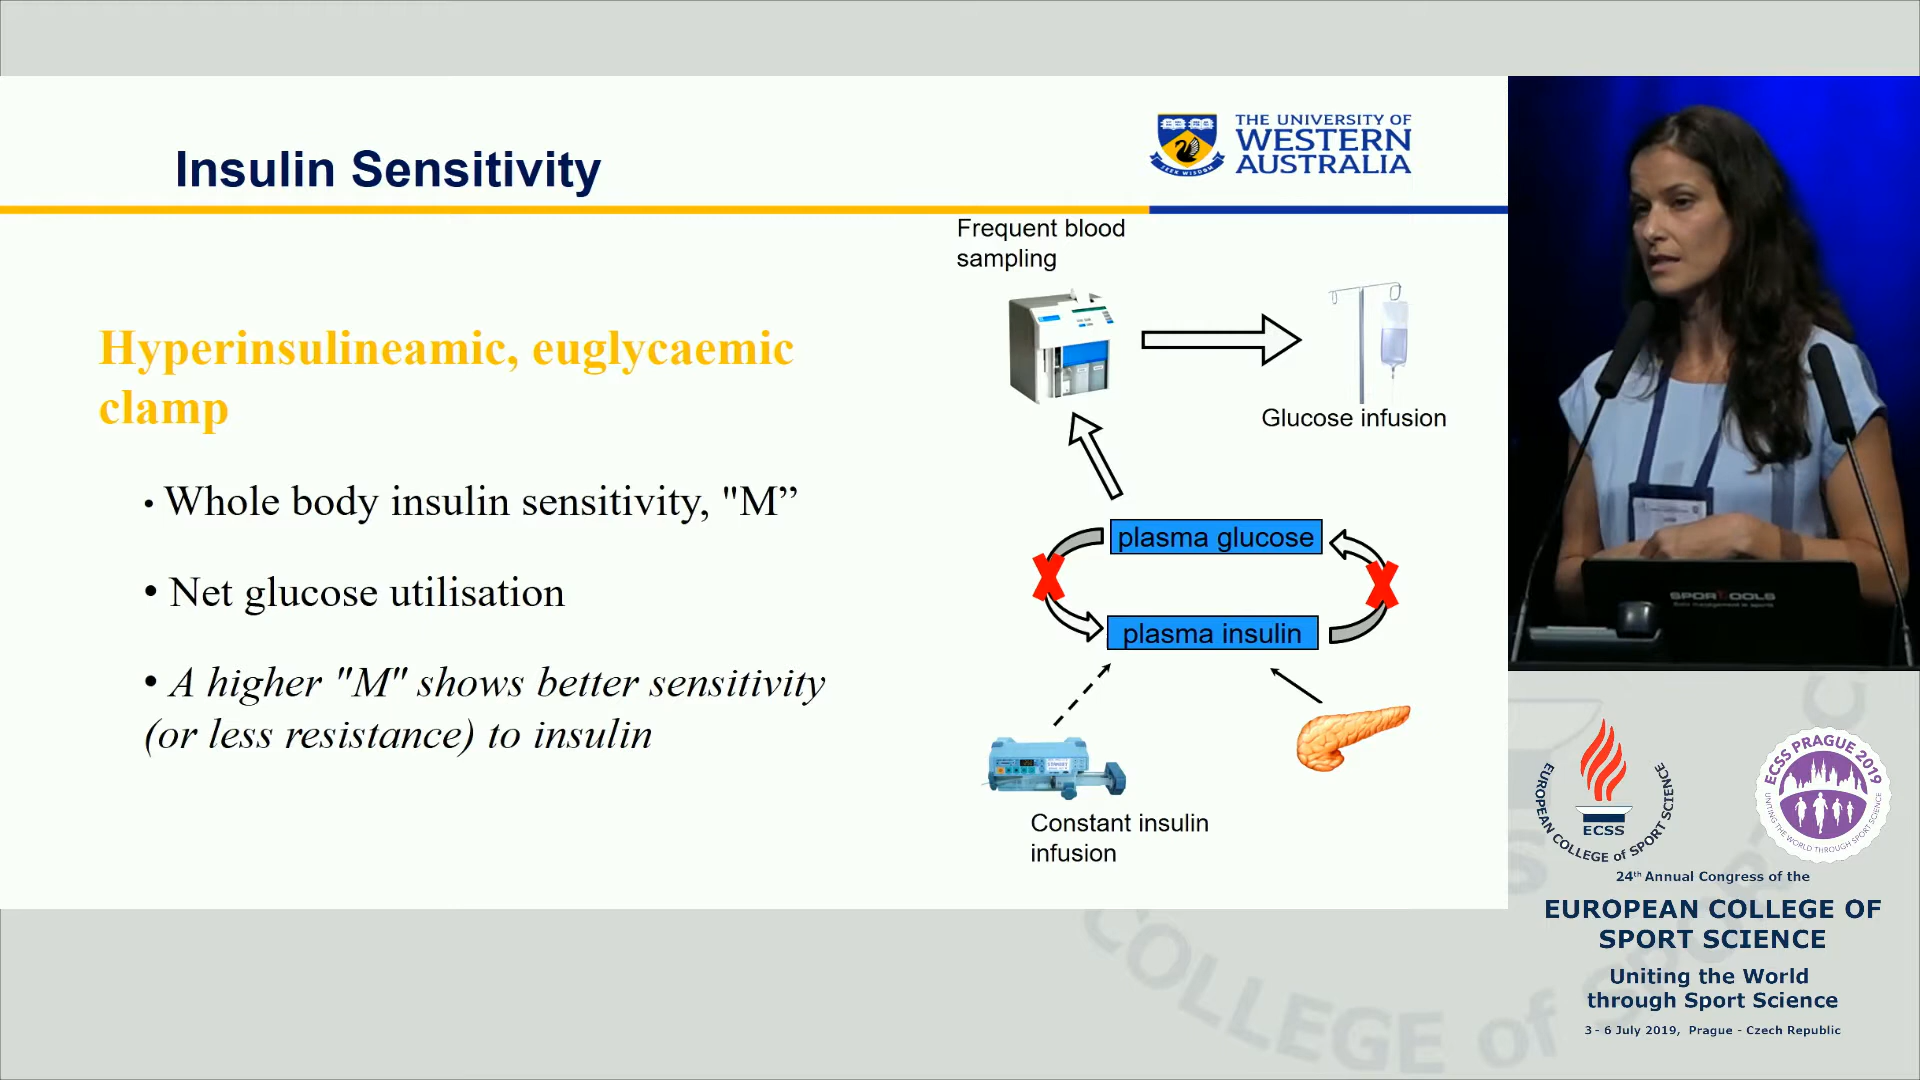 Insulin Sensitivity
THE UNIVERSITY OF
WESTERN
AUSTRALIA
SEEK WISDOM
Hyperinsulineamic, euglycaemic
clamp
• Whole body insulin sensitivity, "M”
• Net glucose utilisation
• A higher "M" shows better sensitivity
(or less resistance) to insulin
Frequent blood
sampling
Glucose infusion
plasma glucose
plasma insulin
Constant insulin
infusion
SPORTOOLS
ECSS
EUROPEAN COLLEGE of SPORT SCIENCE
ECSS PRAGUE 2019
UNITING THE WORLD THROUGH SPORT SCIENCE
24th Annual Congress of the
EUROPEAN COLLEGE OF
SPORT SCIENCE
Uniting the World
through Sport Science
3 - 6 July 2019, Prague - Czech Republic
COLLEGE of SPORT